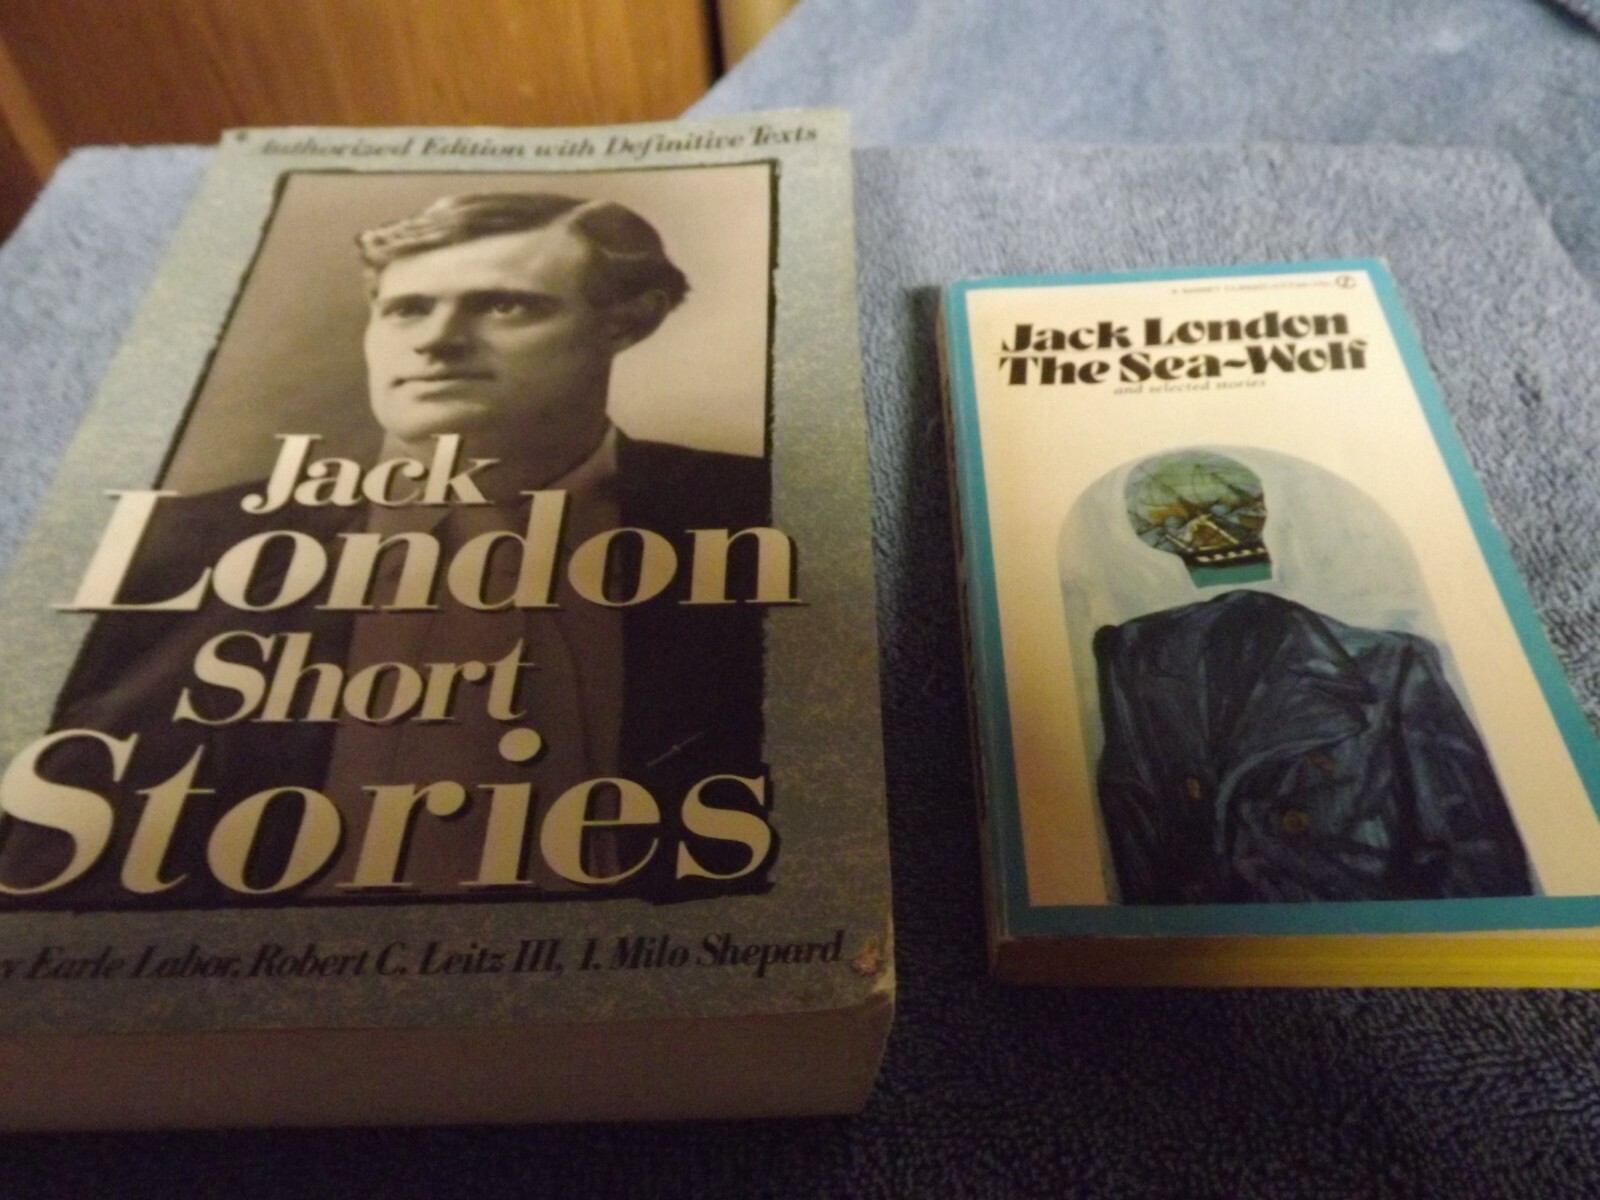 Authorized Edition with Definitive Texts
Jack
London
Short
Stories
Earle Labor, Robert C. Leitz III, I. Milo Shepard
Jack London
The Sea-Wolf
and selected stories